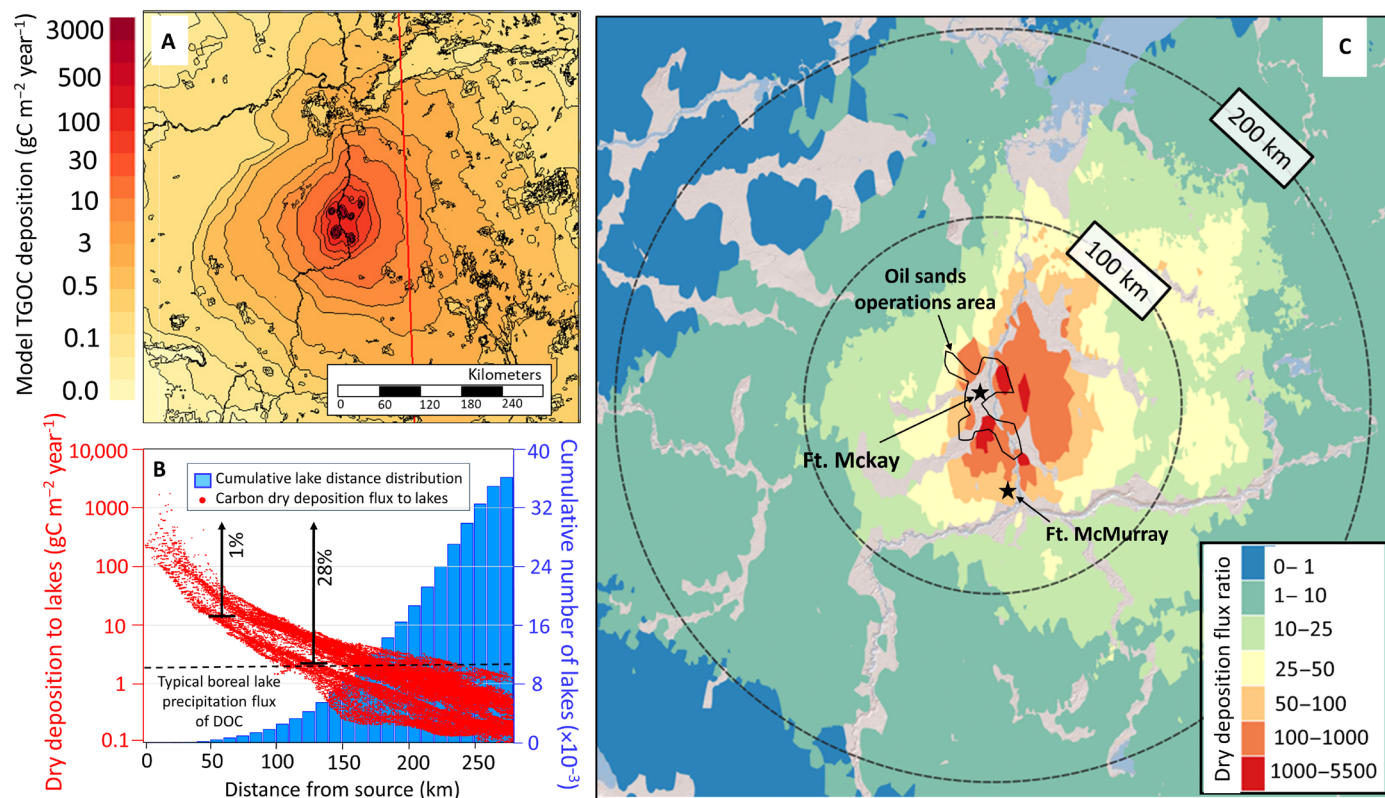 A
Model TGOC deposition (gC m⁻² year⁻¹)
3000
500
100
30
10
3
0.5
0.1
0.0
Kilometers
0 60 120 180 240
B
Dry deposition to lakes (gC m⁻² year⁻¹)
10,000
1000
100
10
1
0.1
Cumulative lake distance distribution
Carbon dry deposition flux to lakes
1%
28%
Typical boreal lake
precipitation flux
of DOC
0 50 100 150 200 250
Distance from source (km)
40
32
24
16
8
0
Cumulative number of lakes (×10⁻³)
C
200 km
100 km
Oil sands
operations area
Ft. Mckay
Ft. McMurray
Dry deposition flux ratio
0– 1
1– 10
10–25
25–50
50–100
100–1000
1000–5500